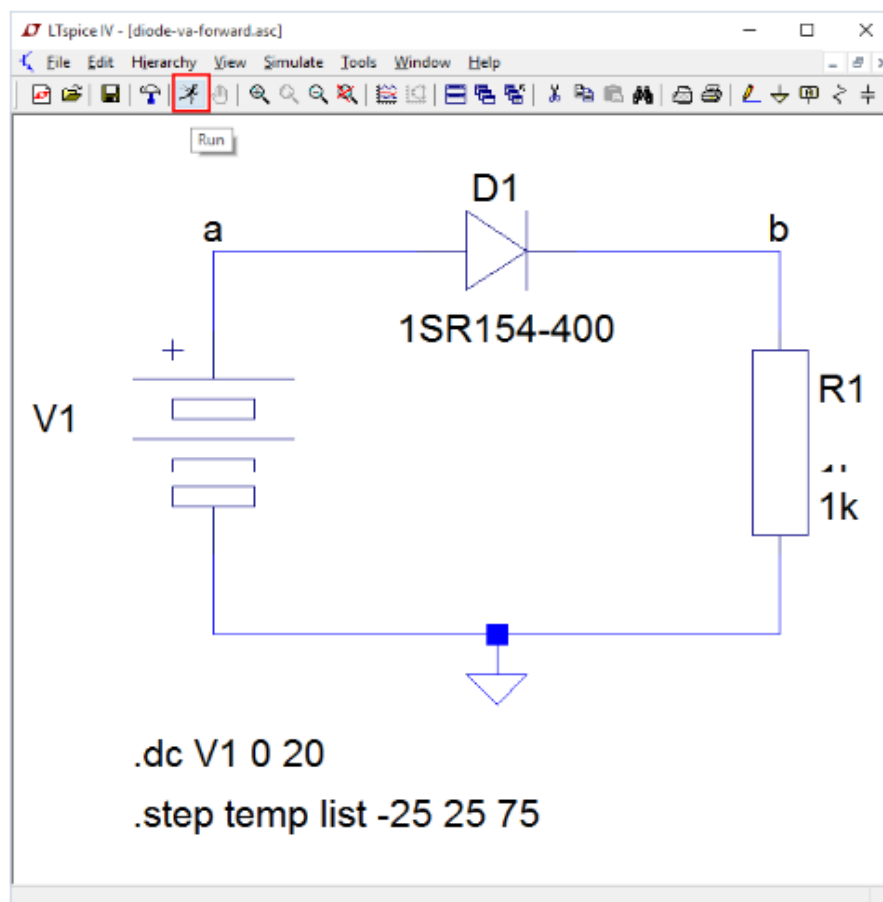 LTspice IV - [diode-va-forward.asc]
File Edit Hierarchy View Simulate Tools Window Help
Run
D1
a
b
1SR154-400
+
V1
R1
1k
.dc V1 0 20
.step temp list -25 25 75